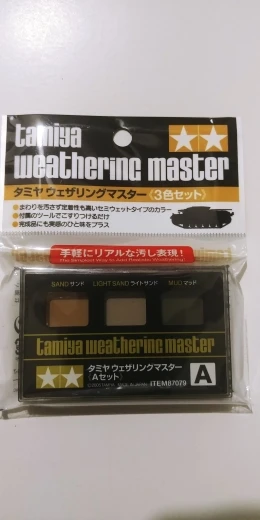 tamiya
weathering master
タミヤ ウェザリングマスター〈3色セット〉
●まわりを汚さず定着性も高いセミウェットタイプのカラー
●付属のツールでこすりつけるだけ
●完成品にも実感のひと味をプラス
手軽にリアルな汚し表現!
SAND サンド
LIGHT SAND ライトサンド
MUD マッド
tamiya weathering master
タミヤ ウェザリングマスター
〈Aセット〉
ITEM87079
A